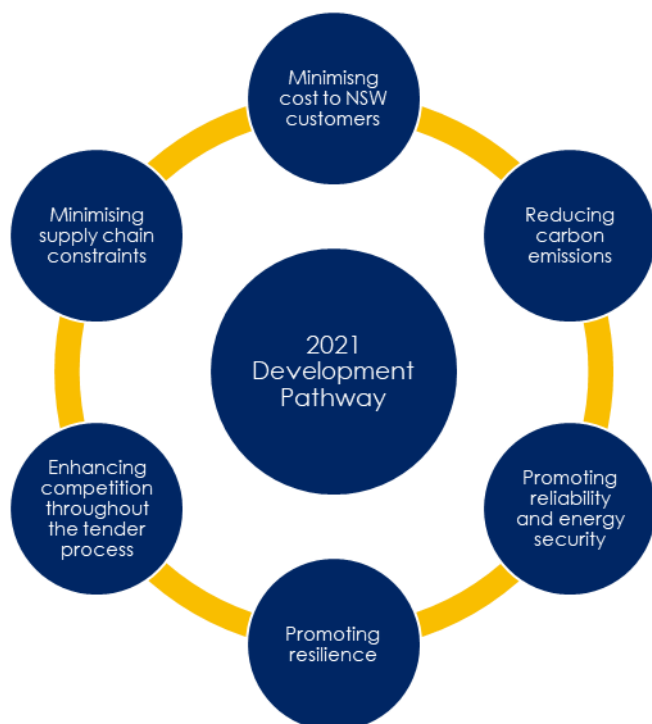 Minimisng
cost to NSW
customers
Reducing
carbon
emissions
Promoting
reliability
and energy
security
Promoting
resilience
Enhancing
competition
throughout
the tender
process
Minimising
supply chain
constraints
2021
Development
Pathway